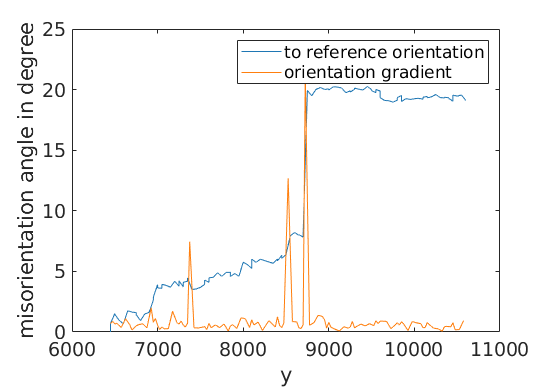 25
to reference orientation
orientation gradient
20
15
10
5
0
misorientation angle in degree
6000 7000 8000 9000 10000 11000
y